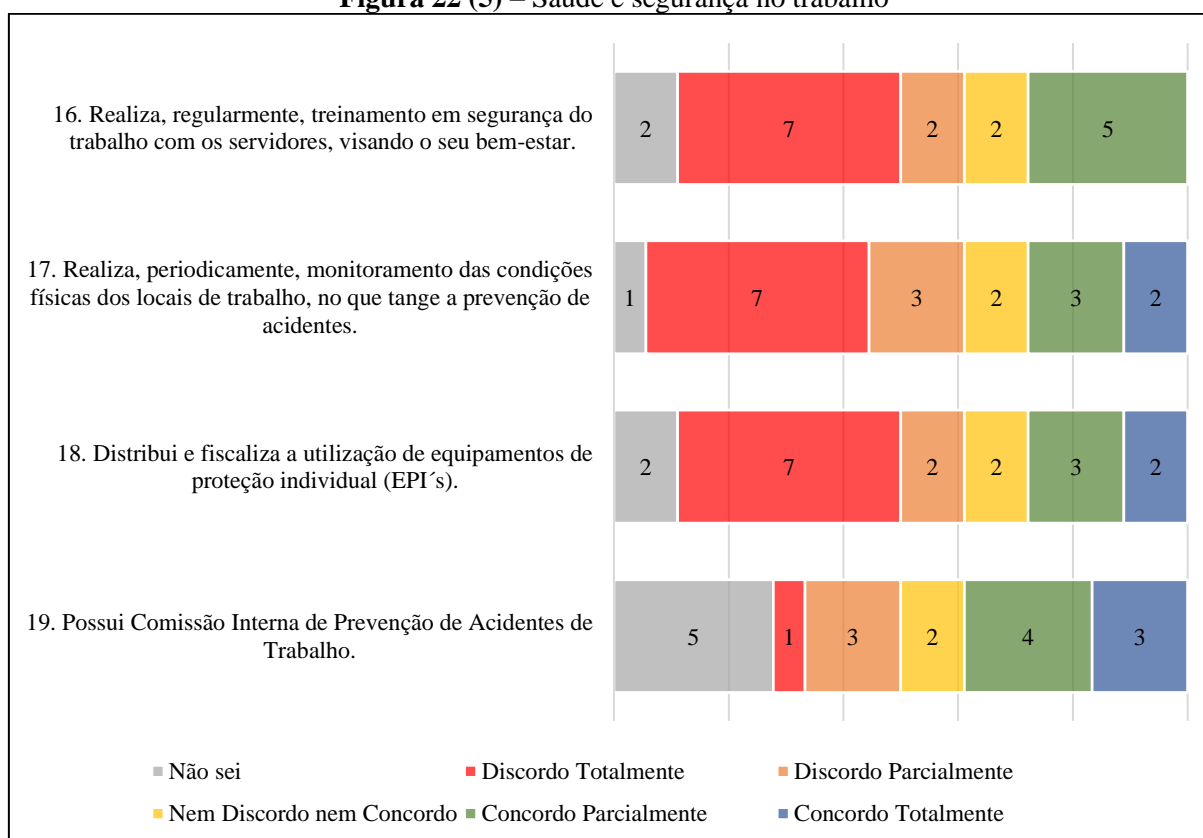 Figura 22 (5) – Saúde e segurança no trabalho
16. Realiza, regularmente, treinamento em segurança do
trabalho com os servidores, visando o seu bem-estar.
2 7 2 2 5
17. Realiza, periodicamente, monitoramento das condições
físicas dos locais de trabalho, no que tange a prevenção de
acidentes.
1 7 3 2 3 2
18. Distribui e fiscaliza a utilização de equipamentos de
proteção individual (EPI´s).
2 7 2 2 3 2
19. Possui Comissão Interna de Prevenção de Acidentes de
Trabalho.
5 1 3 2 4 3
Não sei Discordo Totalmente Discordo Parcialmente
Nem Discordo nem Concordo Concordo Parcialmente Concordo Totalmente